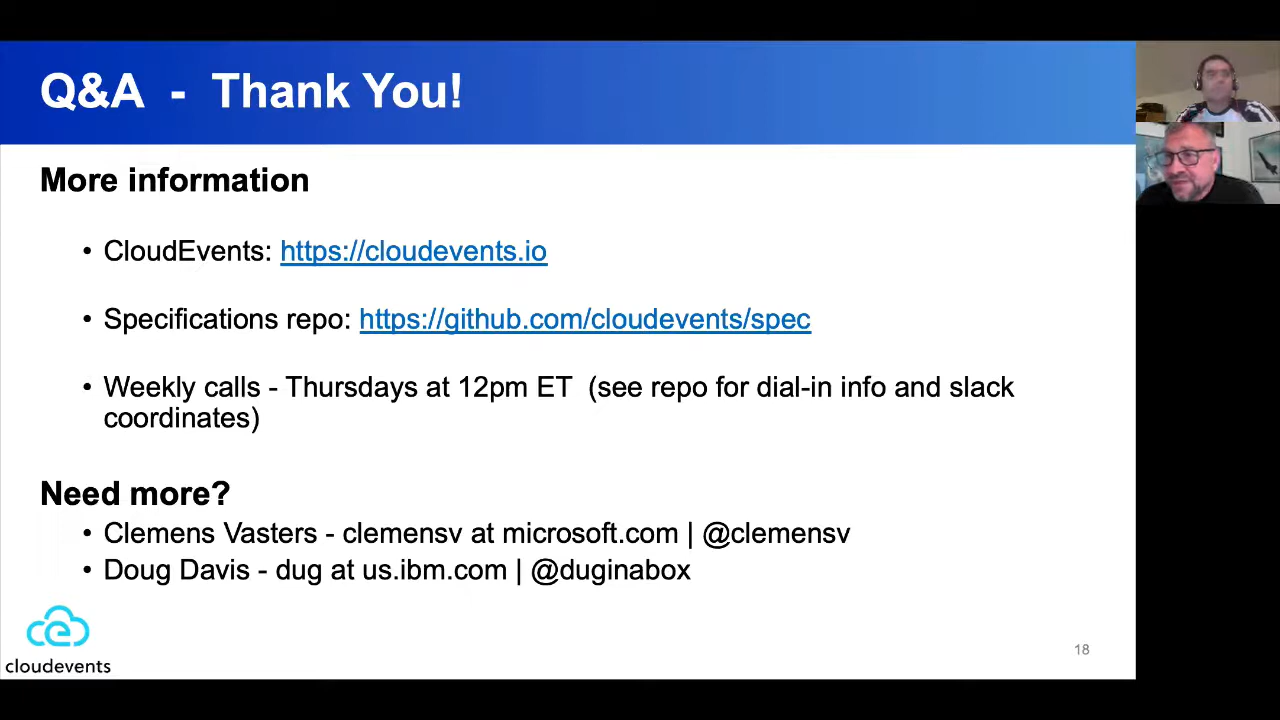 Q&A - Thank You!
More information
• CloudEvents: https://cloudevents.io
• Specifications repo: https://github.com/cloudevents/spec
• Weekly calls - Thursdays at 12pm ET (see repo for dial-in info and slack
coordinates)
Need more?
• Clemens Vasters - clemensv at microsoft.com | @clemensv
• Doug Davis - dug at us.ibm.com | @duginabox
cloudevents
18